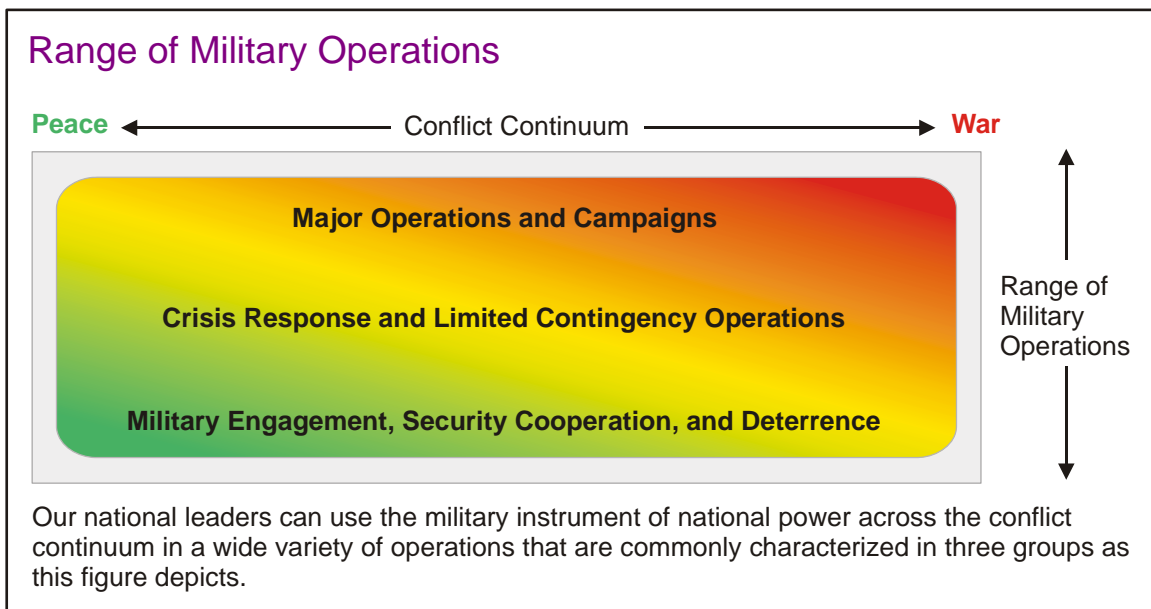 Range of Military Operations
Peace
Conflict Continuum
War
Major Operations and Campaigns
Crisis Response and Limited Contingency Operations
Military Engagement, Security Cooperation, and Deterrence
Range of
Military
Operations
Our national leaders can use the military instrument of national power across the conflict
continuum in a wide variety of operations that are commonly characterized in three groups as
this figure depicts.